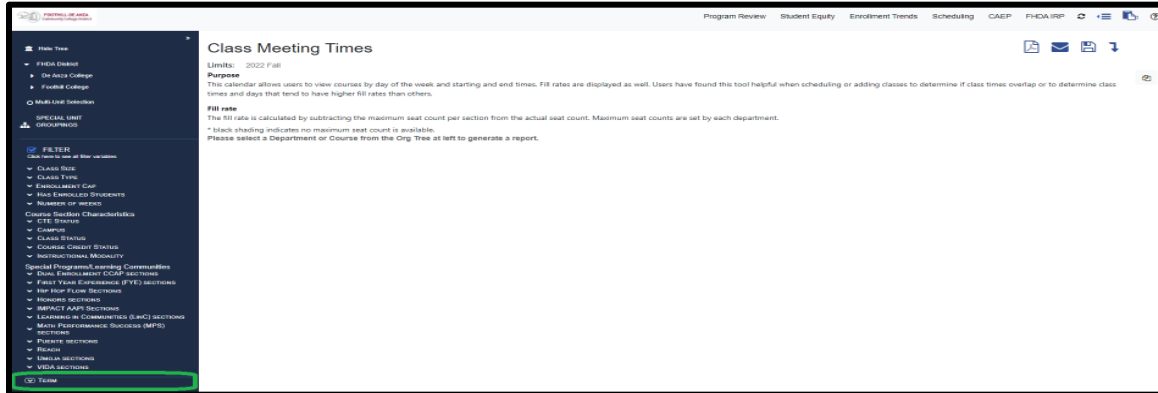 FOOTHILL-DE ANZA
Community College District
Program Review Student Equity Enrollment Trends Scheduling CAEP FHDA IRP
Hide Tree
FHDA District
De Anza College
Foothill College
Multi-Unit Selection
SPECIAL UNIT
GROUPINGS
FILTER
Click here to see all filter variables
CLASS SIZE
CLASS TYPE
ENROLLMENT CAP
HAS ENROLLED STUDENTS
NUMBER OF WEEKS
Course Section Characteristics
CTE STATUS
CAMPUS
CLASS STATUS
COURSE CREDIT STATUS
INSTRUCTIONAL MODALITY
Special Programs/Learning Communities
DUAL ENROLLMENT CCAP SECTIONS
FIRST YEAR EXPERIENCE (FYE) SECTIONS
HIP HOP FLOW SECTIONS
HONORS SECTIONS
IMPACT AAPI SECTIONS
LEARNING IN COMMUNITIES (LINC) SECTIONS
MATH PERFORMANCE SUCCESS (MPS)
SECTIONS
PUENTE SECTIONS
REACH
UMOJA SECTIONS
VIDA SECTIONS
TERM
Class Meeting Times
Limits: 2022 Fall
Purpose
This calendar allows users to view courses by day of the week and starting and end times. Fill rates are displayed as well. Users have found this tool helpful when scheduling or adding classes to determine if class times overlap or to determine class
times and days that tend to have higher fill rates than others.
Fill rate
The fill rate is calculated by subtracting the maximum seat count per section from the actual seat count. Maximum seat counts are set by each department.
* black shading indicates no maximum seat count is available.
Please select a Department or Course from the Org Tree at left to generate a report.